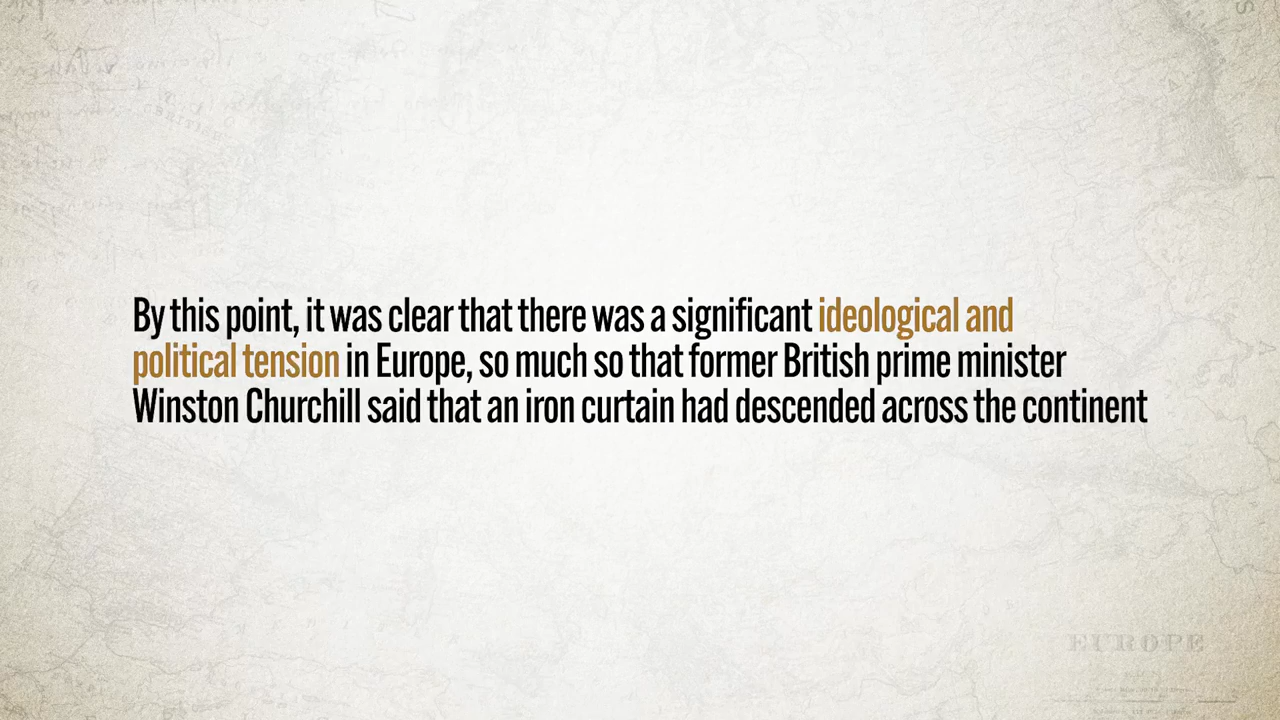 By this point, it was clear that there was a significant ideological and
political tension in Europe, so much so that former British prime minister
Winston Churchill said that an iron curtain had descended across the continent
EUROPE